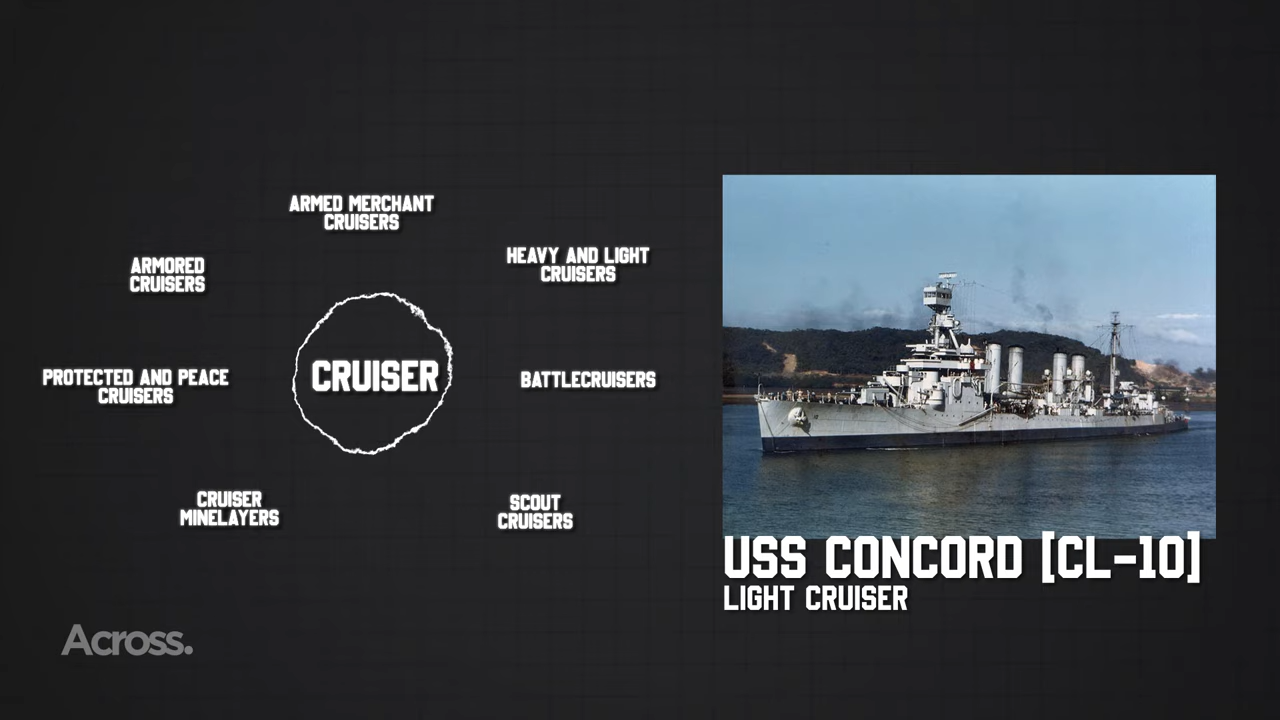 ARMED MERCHANT
CRUISERS
HEAVY AND LIGHT
CRUISERS
ARMORED
CRUISERS
PROTECTED AND PEACE
CRUISERS
CRUISER
BATTLECRUISERS
CRUISER
MINELAYERS
SCOUT
CRUISERS
USS CONCORD [CL-10]
LIGHT CRUISER
Across.